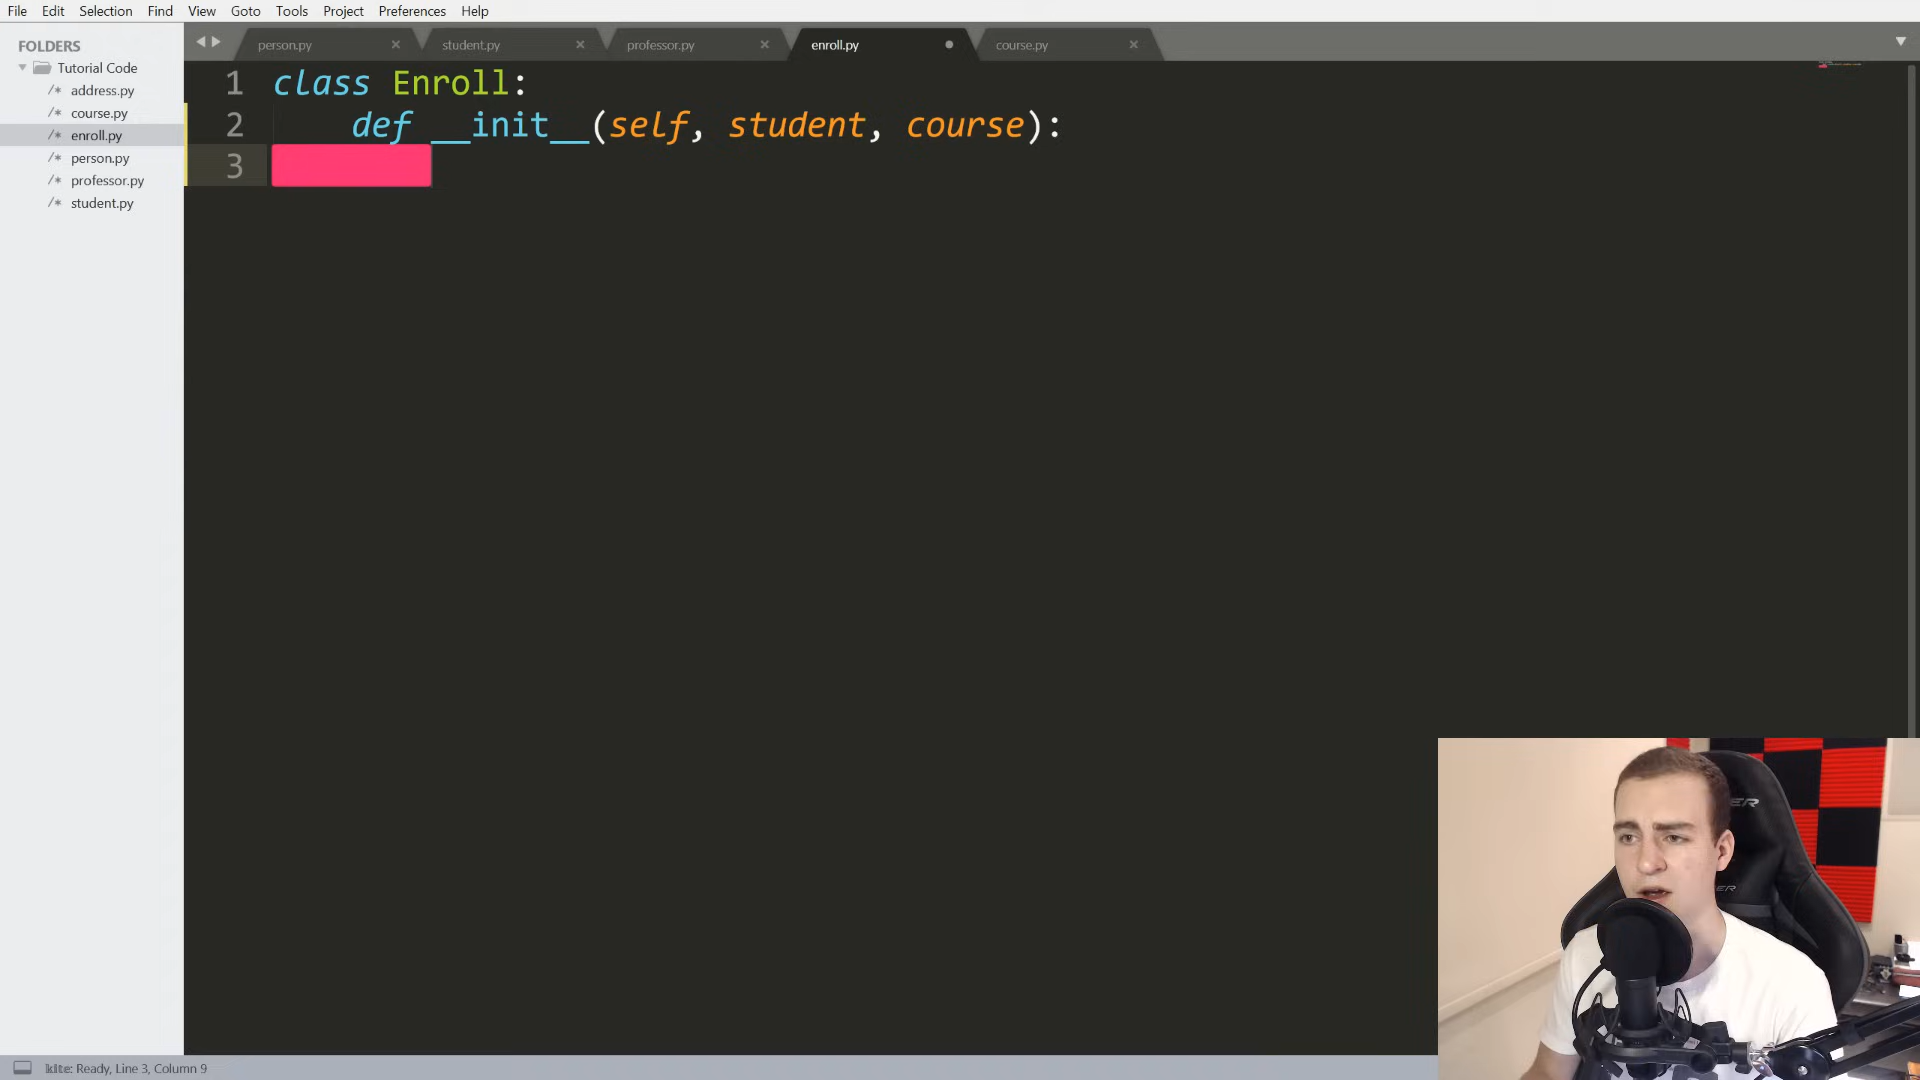 File Edit Selection Find View Goto Tools Project Preferences Help
FOLDERS
Tutorial Code
/* address.py
/* course.py
/* enroll.py
/* person.py
/* professor.py
/* student.py
person.py
student.py
professor.py
enroll.py
course.py
1 class Enroll:
2 def __init__(self, student, course):
3
kite: Ready, Line 3, Column 9